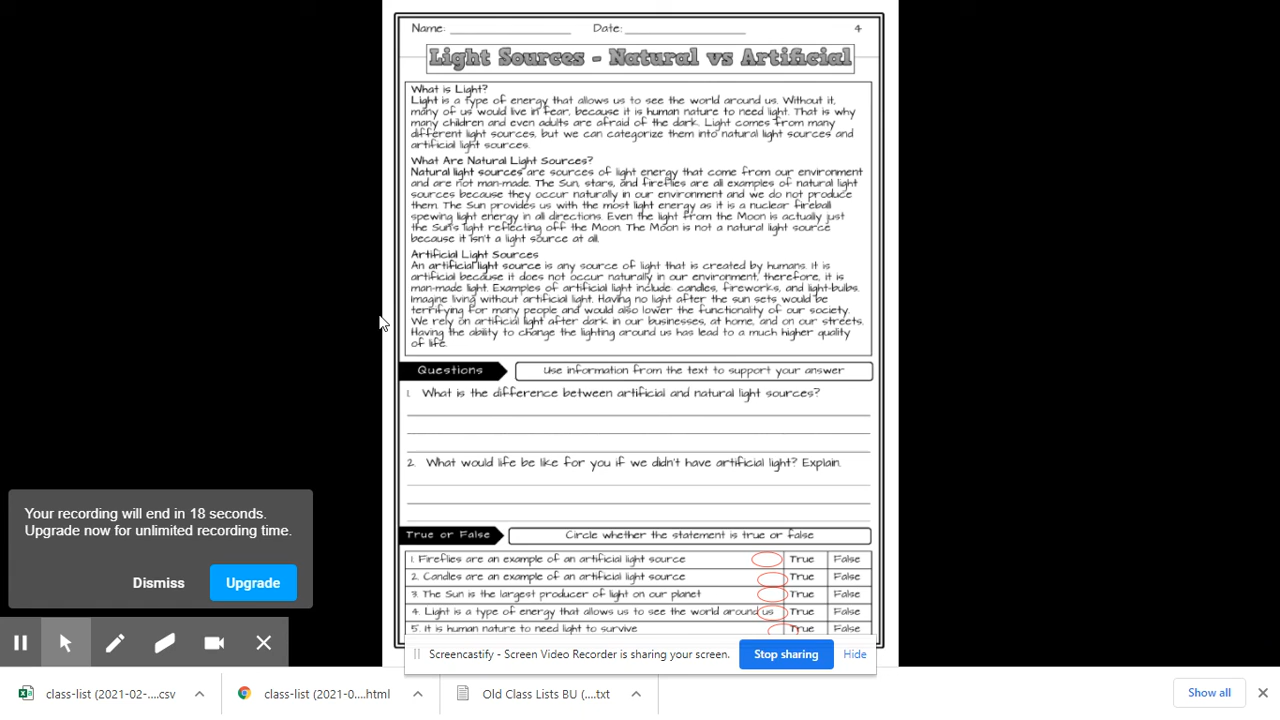 Name: Date: 4
Light Sources - Natural vs Artificial
What is Light?
Light is a type of energy that allows us to see the world around us. Without it,
many of us would live in fear, because it is human nature to need light. That is why
many children and even adults are afraid of the dark. Light comes from many
different light sources, but we can categorize them into natural light sources and
artificial light sources.
What Are Natural Light Sources?
Natural light sources are sources of light energy that come from our environment
and are not man-made. The Sun, stars, and fireflies are all examples of natural light
sources because they occur naturally in our environment and we do not produce
them. The Sun provides us with the most light energy as it is a nuclear fireball
spewing light energy in all directions. Even the light from the Moon is actually just
the Sun's light reflecting off the Moon. The Moon is not a natural light source
because it isn't a light source at all.
Artificial Light Sources
An artificial light source is any source of light that is created by humans. It is
artificial because it does not occur naturally in our environment, therefore, it is
man-made light. Examples of artificial light include: candles, fireworks, and light-bulbs.
Imagine living without artificial light. Having no light after the sun sets would be
terrifying for many people and would also lower the functionality of our society.
We rely on artificial light after dark in our businesses, at home, and on our streets.
Having the ability to change the lighting around us has lead to a much higher quality
of life.
Questions Use information from the text to support your answer
1. What is the difference between artificial and natural light sources?
2. What would life be like for you if we didn't have artificial light? Explain.
True or False Circle whether the statement is true or false
1. Fireflies are an example of an artificial light source True False
2. Candles are an example of an artificial light source True False
3. The Sun is the largest producer of light on our planet True False
4. Light is a type of energy that allows us to see the world around us True False
5. It is human nature to need light to survive True False
Your recording will end in 18 seconds.
Upgrade now for unlimited recording time.
Dismiss Upgrade
Screencastify - Screen Video Recorder is sharing your screen. Stop sharing Hide
class-list (2021-02-....csv class-list (2021-0....html Old Class Lists BU (....txt Show all